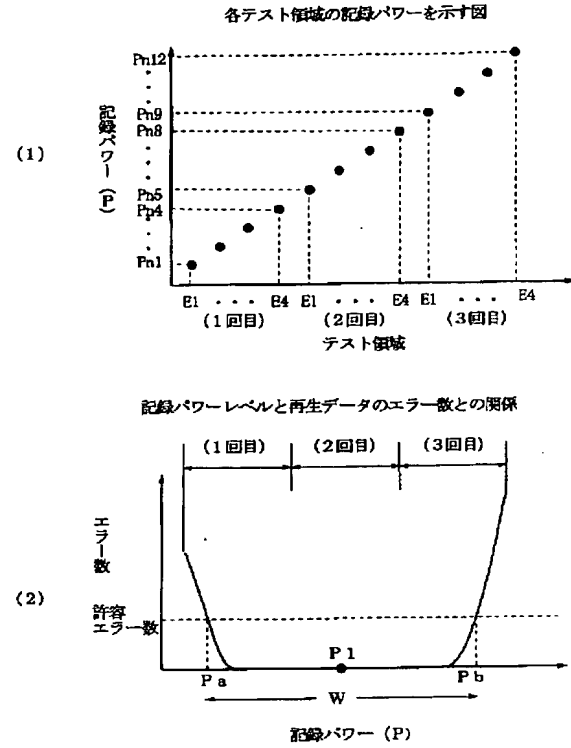 各テスト領域の記録パワーを示す図
(1)
記録パワー(P)
Pn12
Pn9
Pn8
Pn5
Pn4
Pn1
E1 ・・・ E4 E1 ・・・ E4 E1 ・・・ E4
(1回目) (2回目) (3回目)
テスト領域
記録パワーレベルと再生データのエラー数との関係
(1回目) (2回目) (3回目)
(2)
エラー数
許容
エラー数
P1
Pa Pb
W
記録パワー(P)